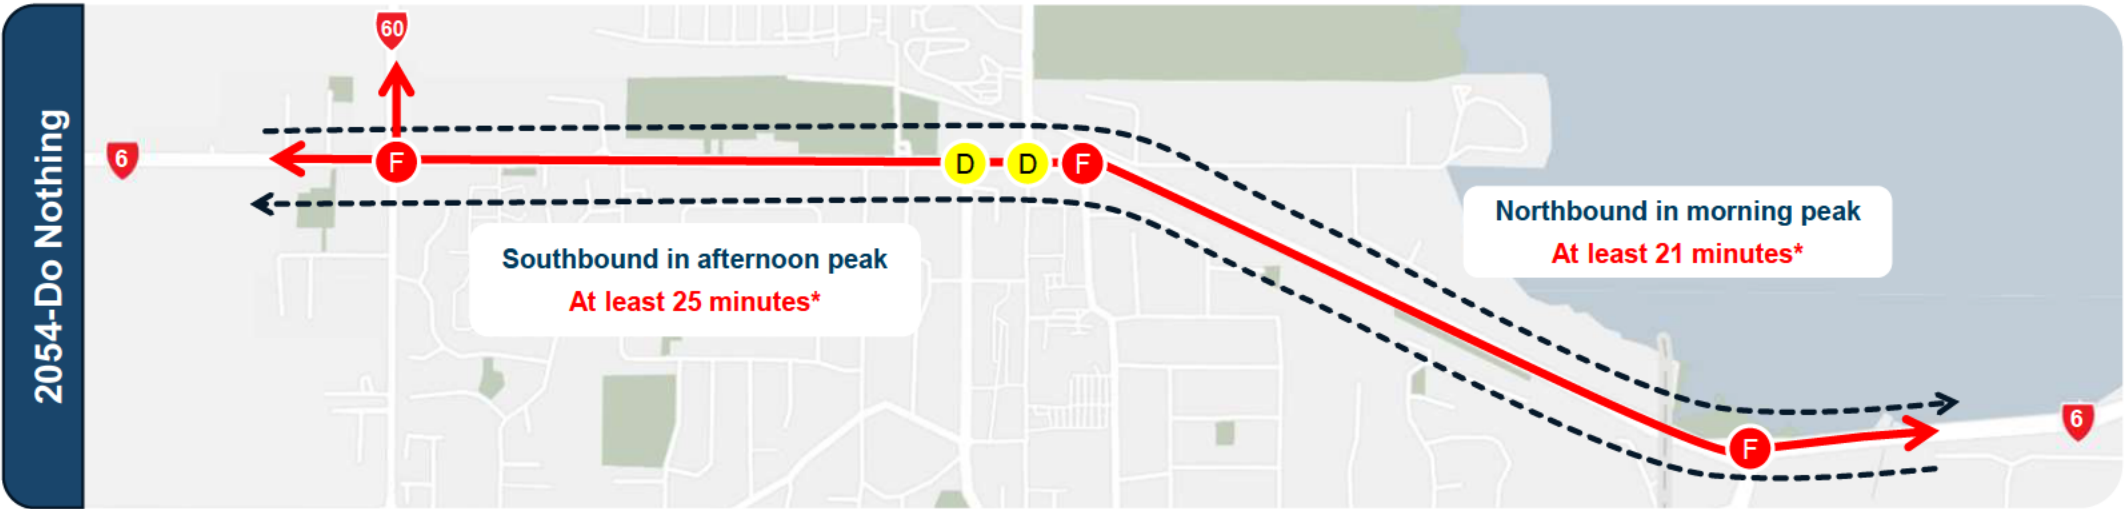 2054-Do Nothing
60
6
F
D
D
F
Northbound in morning peak
At least 21 minutes*
Southbound in afternoon peak
At least 25 minutes*
F
6